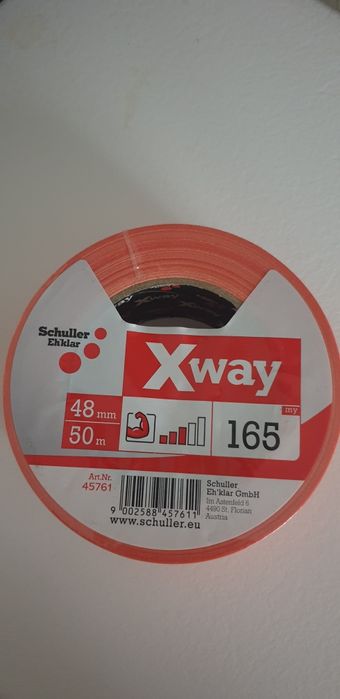 Schuller
Eh'klar
Xway
48 mm
50 m
my
165
Art.Nr.
45761
9 002588 457611
www.schuller.eu
Schuller
Eh'klar GmbH
Im Astenfeld 6
4490 St. Florian
Austria